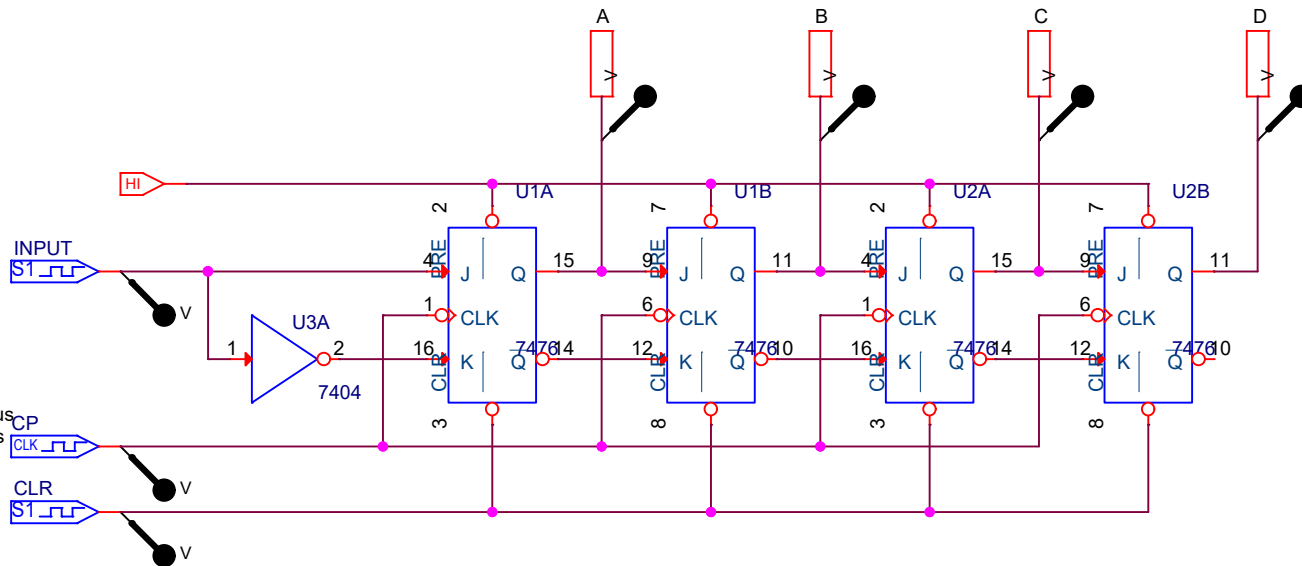 A B C D
HI
U1A U1B U2A U2B
2 7 2 7
INPUT
S1
V
4 PRE J Q 15
9 PRE J Q 11
4 PRE J Q 15
9 PRE J Q 11
1 CLK
6 CLK
1 CLK
6 CLK
U3A
1 2
7404
16 CLR K Q 7476 14
12 CLR K Q 7476 10
16 CLR K Q 7476 14
12 CLR K Q 7476 10
3 8 3 8
us
s
CP
CLK
V
CLR
S1
V
V V V V